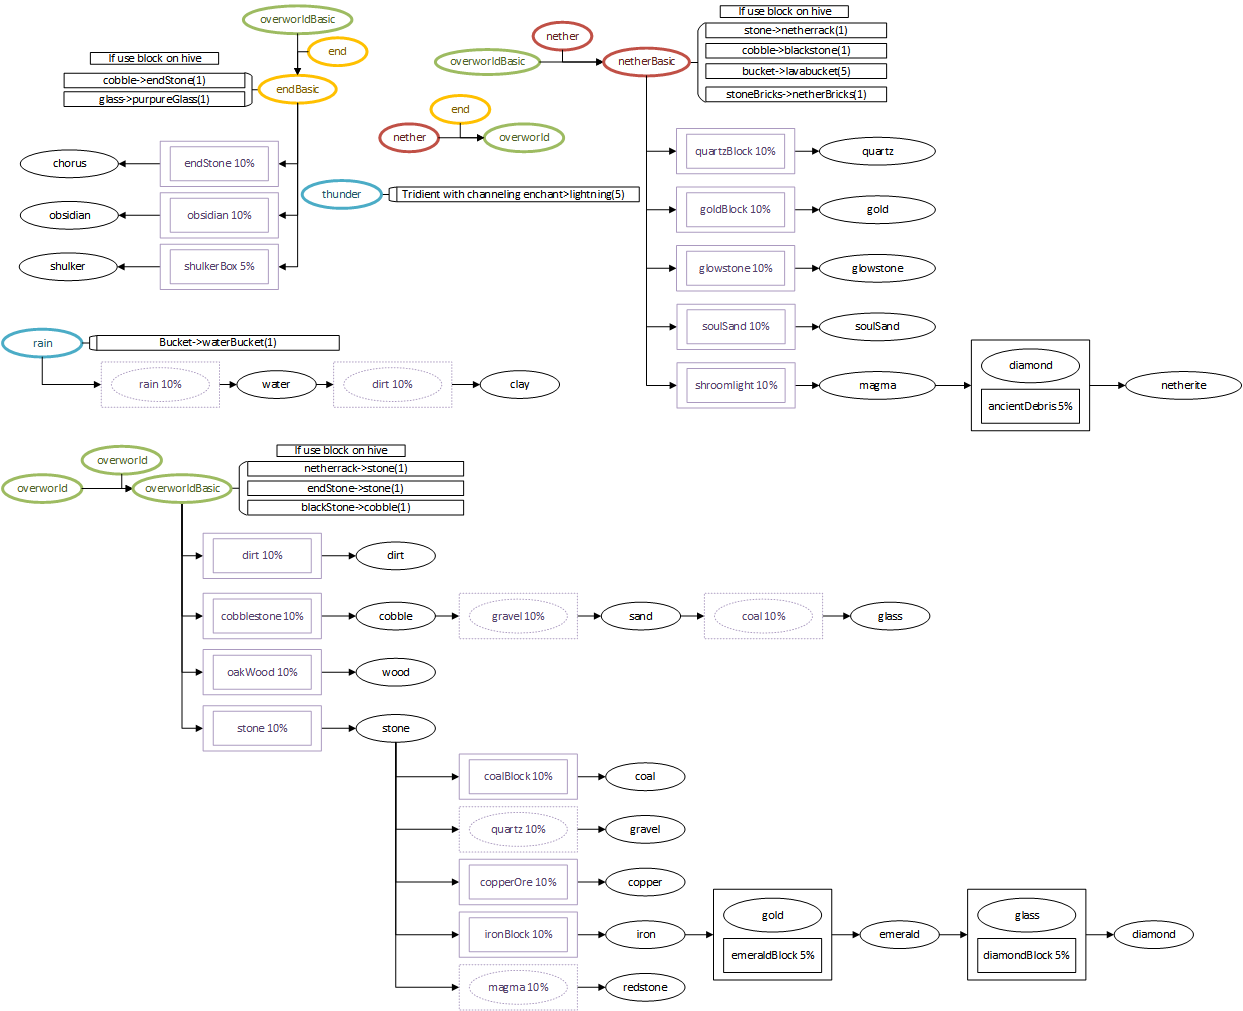 overworldBasic
end
If use block on hive
cobble->endStone(1)
glass->purpureGlass(1)
endBasic
chorus
endStone 10%
obsidian
obsidian 10%
shulker
shulkerBox 5%
nether
overworldBasic
netherBasic
If use block on hive
stone->netherrack(1)
cobble->blackstone(1)
bucket->lavabucket(5)
stoneBricks->netherBricks(1)
end
nether
overworld
thunder
Tridient with channeling enchant>lightning(5)
quartzBlock 10%
quartz
goldBlock 10%
gold
glowstone 10%
glowstone
soulSand 10%
soulSand
shroomlight 10%
magma
diamond
ancientDebris 5%
netherite
rain
Bucket->waterBucket(1)
rain 10%
water
dirt 10%
clay
overworld
overworld
overworldBasic
If use block on hive
netherrack->stone(1)
endStone->stone(1)
blackStone->cobble(1)
dirt 10%
dirt
cobblestone 10%
cobble
gravel 10%
sand
coal 10%
glass
oakWood 10%
wood
stone 10%
stone
coalBlock 10%
coal
quartz 10%
gravel
copperOre 10%
copper
ironBlock 10%
iron
gold
emeraldBlock 5%
emerald
glass
diamondBlock 5%
diamond
magma 10%
redstone